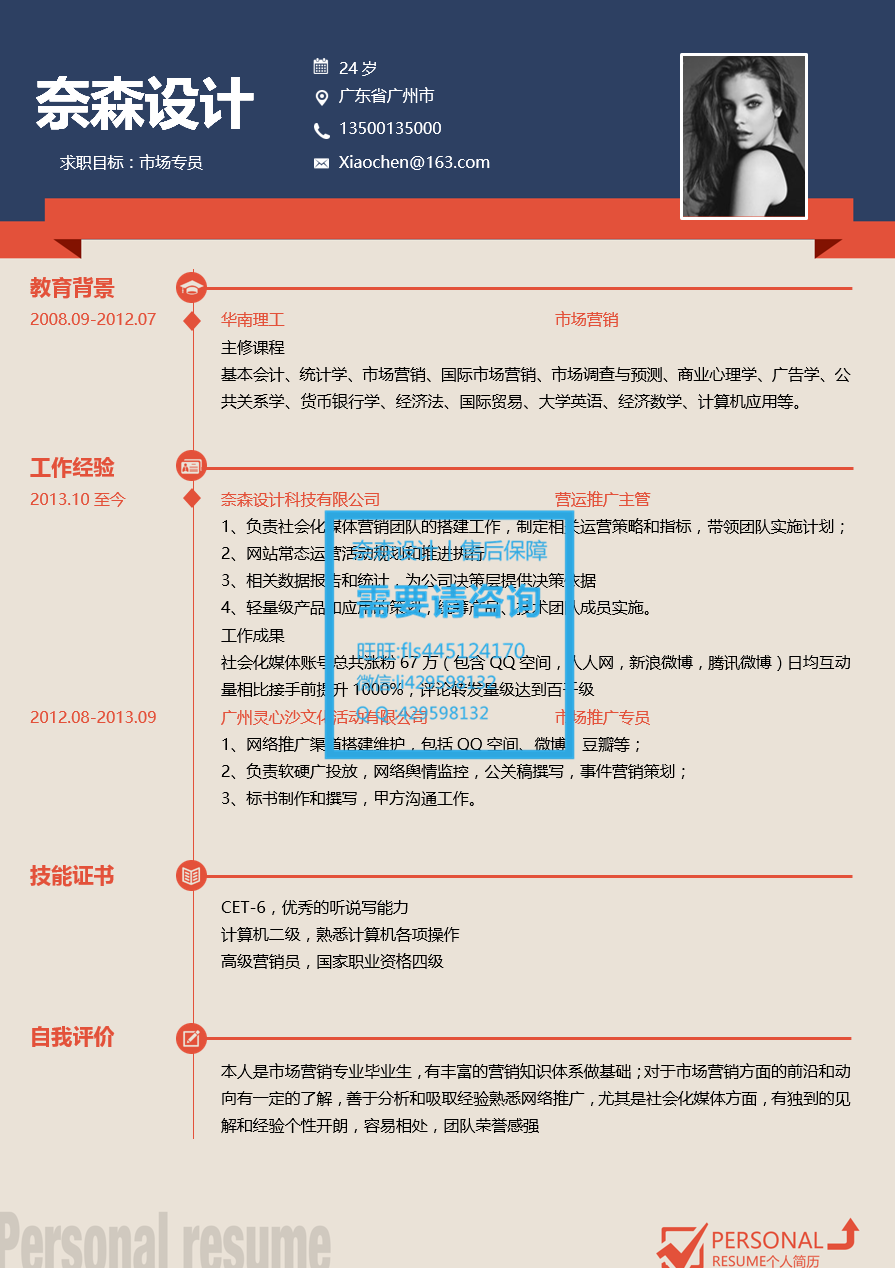 奈森设计
求职目标：市场专员
24 岁
广东省广州市
13500135000
Xiaochen@163.com
教育背景
2008.09-2012.07 华南理工 市场营销
主修课程
基本会计、统计学、市场营销、国际市场营销、市场调查与预测、商业心理学、广告学、公
共关系学、货币银行学、经济法、国际贸易、大学英语、经济数学、计算机应用等。
工作经验
2013.10 至今 奈森设计科技有限公司 营运推广主管
1、负责社会化媒体营销团队的搭建工作，制定相关运营策略和指标，带领团队实施计划；
2、网站常态运营活动规划和推进执行
3、相关数据报告和统计，为公司决策层提供决策依据
4、轻量级产品和应用的策划，统筹产品、技术团队成员实施。
工作成果
社会化媒体账号总共涨粉 67 万（包含 QQ 空间，人人网，新浪微博，腾讯微博）日均互动
量相比接手前提升 1000%，评论转发量级达到百千级
2012.08-2013.09 广州灵心沙文化活动有限公司 市场推广专员
1、网络推广渠道搭建维护，包括 QQ 空间、微博、豆瓣等；
2、负责软硬广投放，网络舆情监控，公关稿撰写，事件营销策划；
3、标书制作和撰写，甲方沟通工作。
奈森设计丨售后保障
需要请咨询
旺旺:fls445124170
微信:lj429598132
Q Q :429598132
技能证书
CET-6，优秀的听说写能力
计算机二级，熟悉计算机各项操作
高级营销员，国家职业资格四级
自我评价
本人是市场营销专业毕业生，有丰富的营销知识体系做基础；对于市场营销方面的前沿和动
向有一定的了解，善于分析和吸取经验熟悉网络推广，尤其是社会化媒体方面，有独到的见
解和经验个性开朗，容易相处，团队荣誉感强
Personal resume
PERSONAL
RESUME个人简历